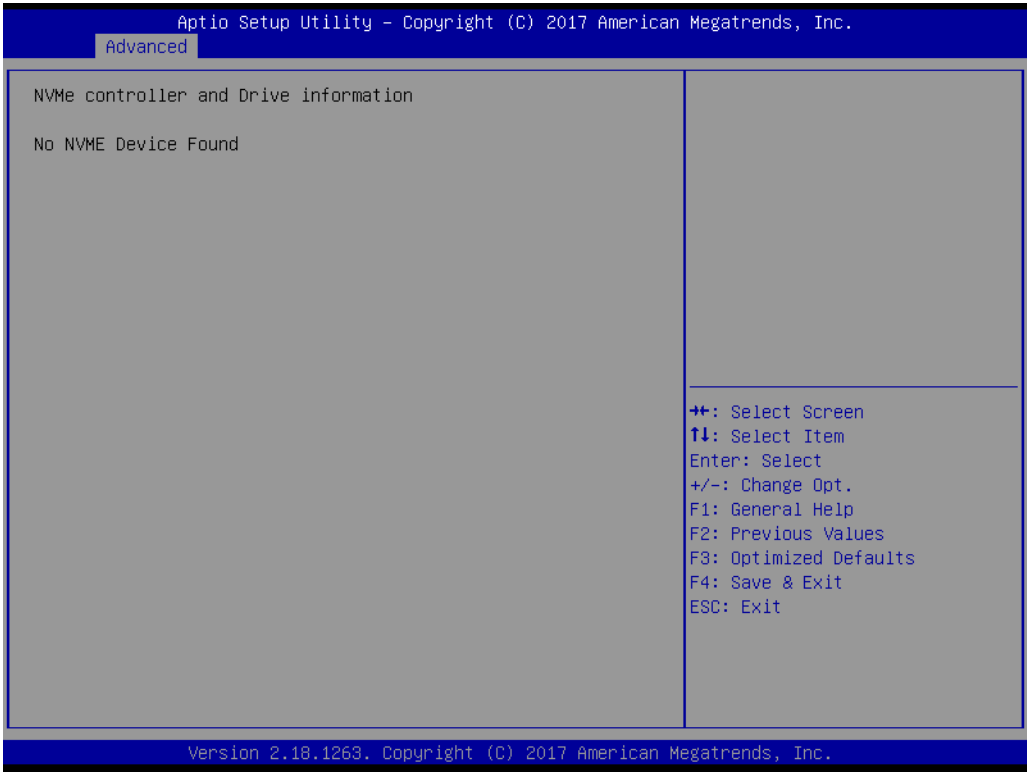 Aptio Setup Utility – Copyright (C) 2017 American Megatrends, Inc.
Advanced
NVMe controller and Drive information
No NVME Device Found
→←: Select Screen
↑↓: Select Item
Enter: Select
+/-: Change Opt.
F1: General Help
F2: Previous Values
F3: Optimized Defaults
F4: Save & Exit
ESC: Exit
Version 2.18.1263. Copyright (C) 2017 American Megatrends, Inc.